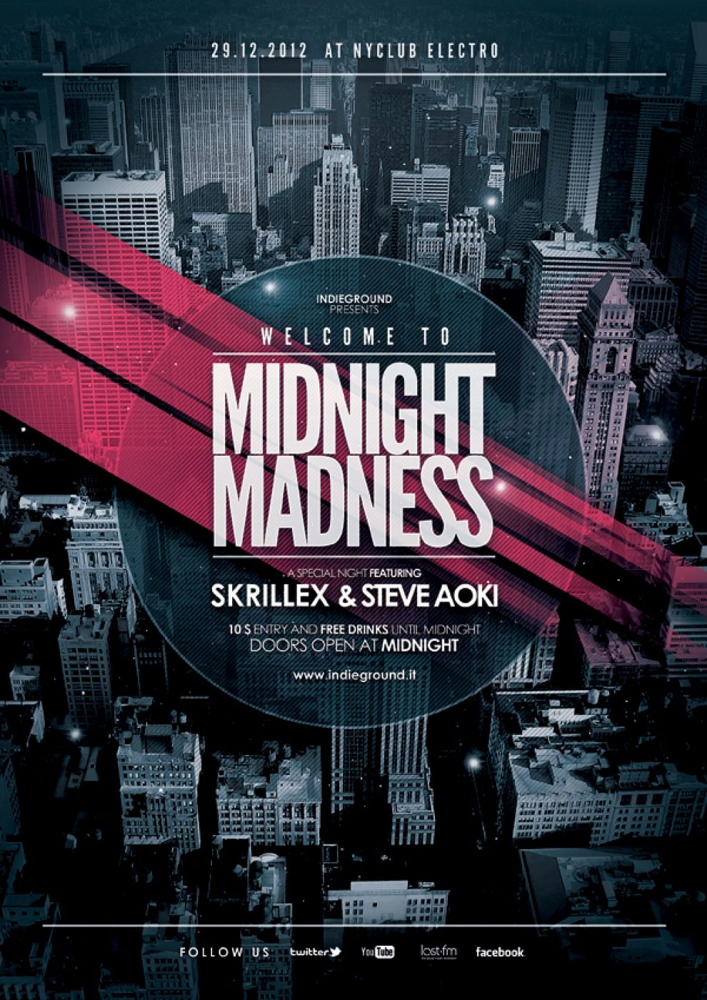 29.12.2012 AT NYCLUB ELECTRO
INDIEGROUND
PRESENTS
WELCOME TO
MIDNIGHT
MADNESS
A SPECIAL NIGHT FEATURING
SKRILLEX & STEVE AOKI
10 $ ENTRY AND FREE DRINKS UNTIL MIDNIGHT
DOORS OPEN AT MIDNIGHT
www.indieground.it
FOLLOW US twitter YouTube lost.fm facebook